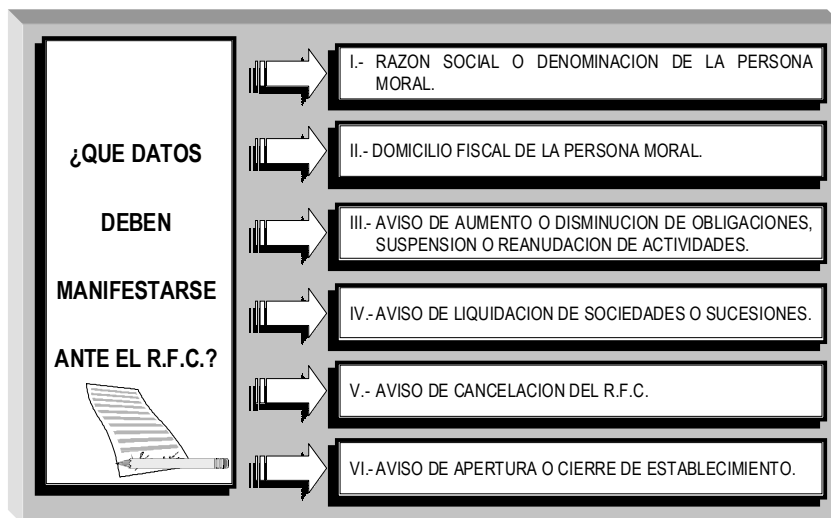 ¿QUE DATOS
DEBEN
MANIFESTARSE
ANTE EL R.F.C.?
I.- RAZON SOCIAL O DENOMINACION DE LA PERSONA
MORAL.
II.- DOMICILIO FISCAL DE LA PERSONA MORAL.
III.- AVISO DE AUMENTO O DISMINUCION DE OBLIGACIONES,
SUSPENSION O REANUDACION DE ACTIVIDADES.
IV.- AVISO DE LIQUIDACION DE SOCIEDADES O SUCESIONES.
V.- AVISO DE CANCELACION DEL R.F.C.
VI.- AVISO DE APERTURA O CIERRE DE ESTABLECIMIENTO.